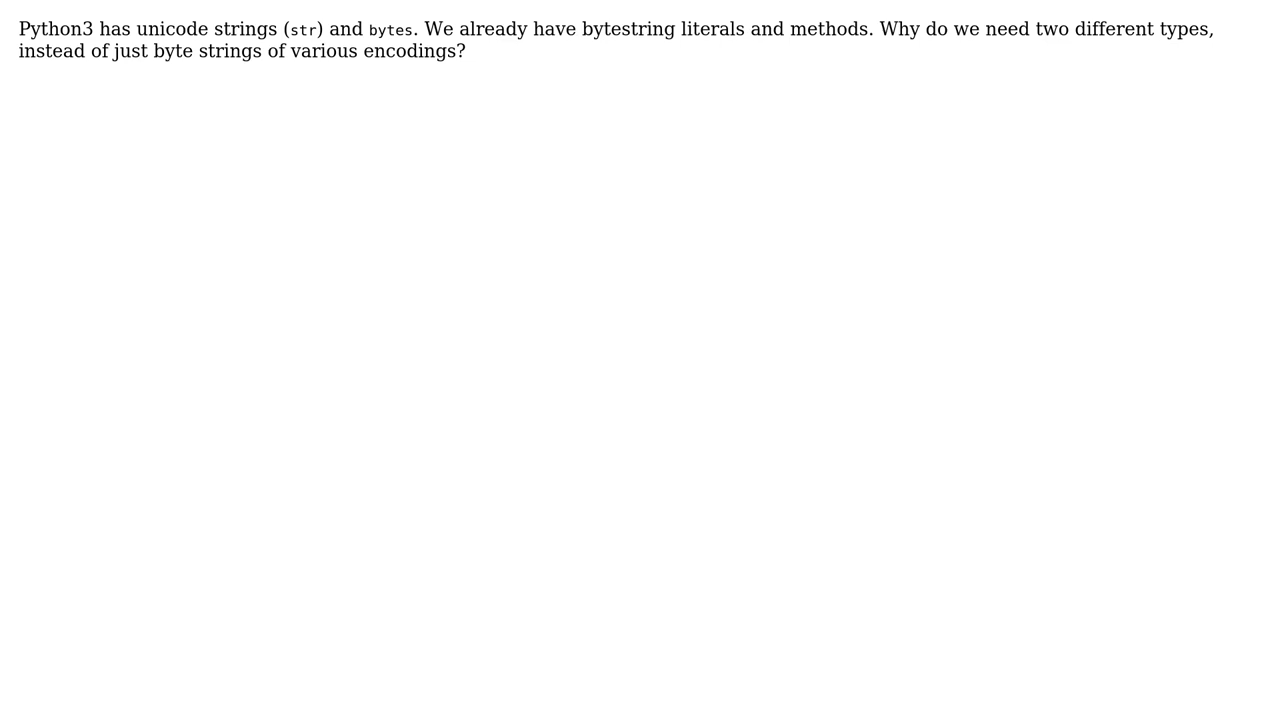 Python3 has unicode strings (str) and bytes. We already have bytestring literals and methods. Why do we need two different types,
instead of just byte strings of various encodings?